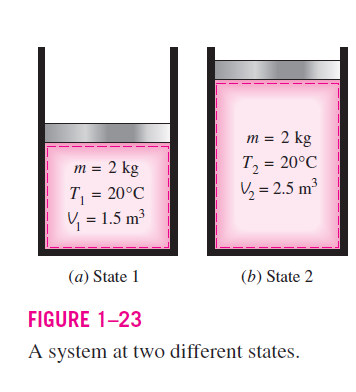 m = 2 kg
T₁ = 20°C
V₁ = 1.5 m³
(a) State 1
m = 2 kg
T₂ = 20°C
V₂ = 2.5 m³
(b) State 2
FIGURE 1–23
A system at two different states.